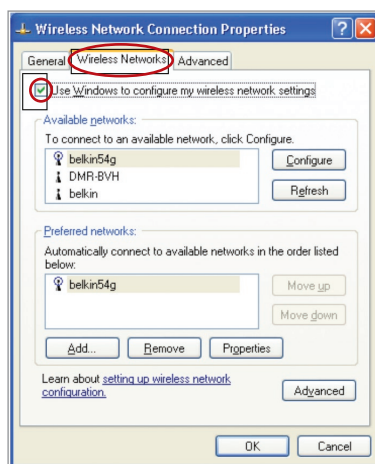 Wireless Network Connection Properties
General Wireless Networks Advanced
Use Windows to configure my wireless network settings
Available networks:
To connect to an available network, click Configure.
belkin54g
DMR-BVH
belkin
Configure
Refresh
Preferred networks:
Automatically connect to available networks in the order listed
below:
belkin54g
Move up
Move down
Add... Remove Properties
Learn about setting up wireless network
configuration.
Advanced
OK Cancel